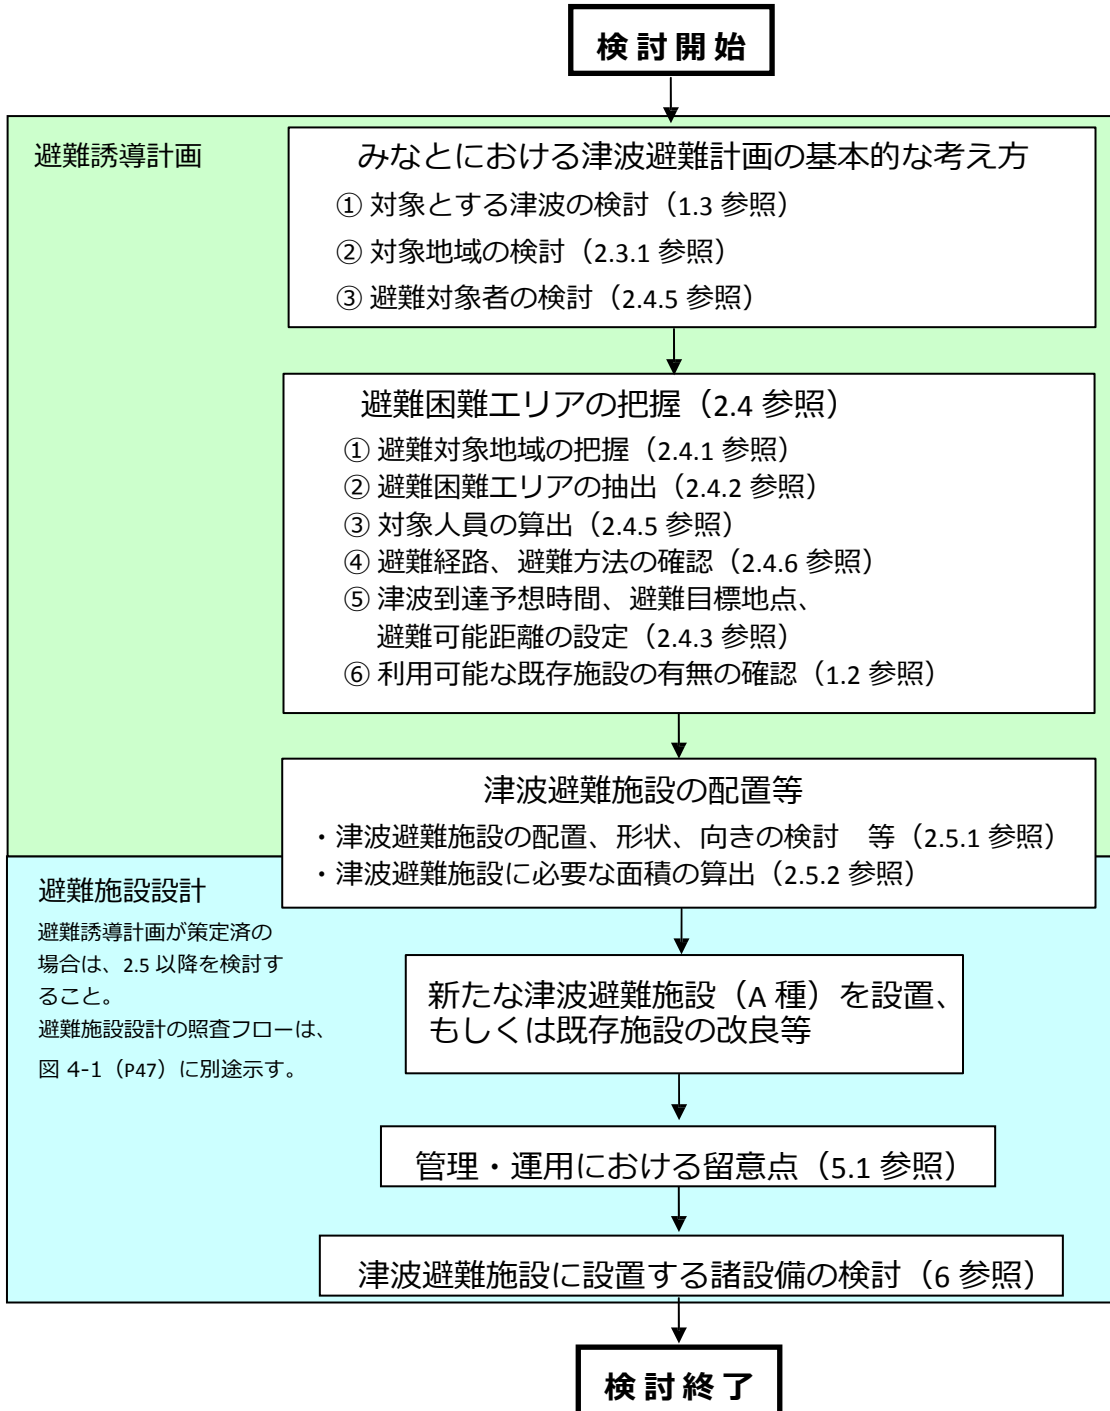 検討開始
避難誘導計画
みなとにおける津波避難計画の基本的な考え方
① 対象とする津波の検討（1.3 参照）
② 対象地域の検討（2.3.1 参照）
③ 避難対象者の検討（2.4.5 参照）
避難困難エリアの把握（2.4 参照）
① 避難対象地域の把握（2.4.1 参照）
② 避難困難エリアの抽出（2.4.2 参照）
③ 対象人員の算出（2.4.5 参照）
④ 避難経路、避難方法の確認（2.4.6 参照）
⑤ 津波到達予想時間、避難目標地点、
避難可能距離の設定（2.4.3 参照）
⑥ 利用可能な既存施設の有無の確認（1.2 参照）
津波避難施設の配置等
・津波避難施設の配置、形状、向きの検討　等（2.5.1 参照）
・津波避難施設に必要な面積の算出（2.5.2 参照）
避難施設設計
避難誘導計画が策定済の
場合は、2.5 以降を検討す
ること。
避難施設設計の照査フローは、
図 4-1（P47）に別途示す。
新たな津波避難施設（A 種）を設置、
もしくは既存施設の改良等
管理・運用における留意点（5.1 参照）
津波避難施設に設置する諸設備の検討（6 参照）
検討終了